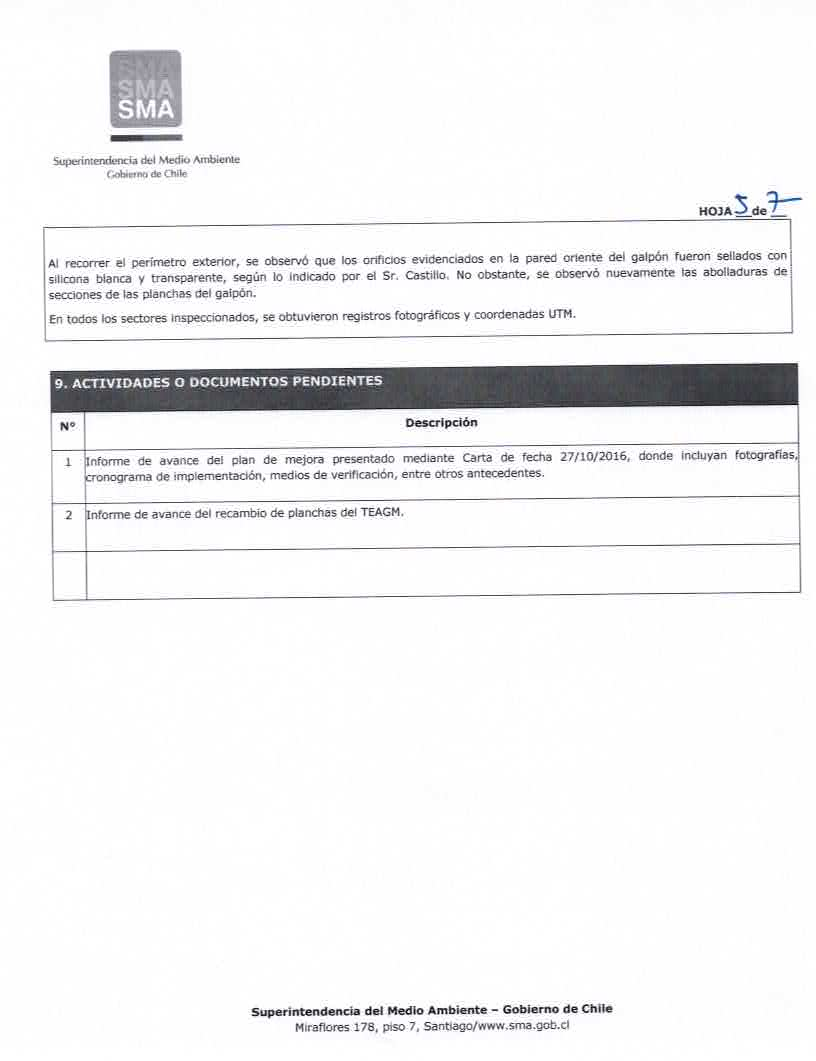 SMA
SMA
SMA
Superintendencia del Medio Ambiente
Gobierno de Chile
HOJA 5 de 7
Al recorrer el perímetro exterior, se observó que los orificios evidenciados en la pared oriente del galpón fueron sellados con
silicona blanca y transparente, según lo indicado por el Sr. Castillo. No obstante, se observó nuevamente las abolladuras de
secciones de las planchas del galpón.
En todos los sectores inspeccionados, se obtuvieron registros fotográficos y coordenadas UTM.
9. ACTIVIDADES O DOCUMENTOS PENDIENTES
Nº Descripción
1 Informe de avance del plan de mejora presentado mediante Carta de fecha 27/10/2016, donde incluyan fotografías,
cronograma de implementación, medios de verificación, entre otros antecedentes.
2 Informe de avance del recambio de planchas del TEAGM.
Superintendencia del Medio Ambiente – Gobierno de Chile
Miraflores 178, piso 7, Santiago/www.sma.gob.cl